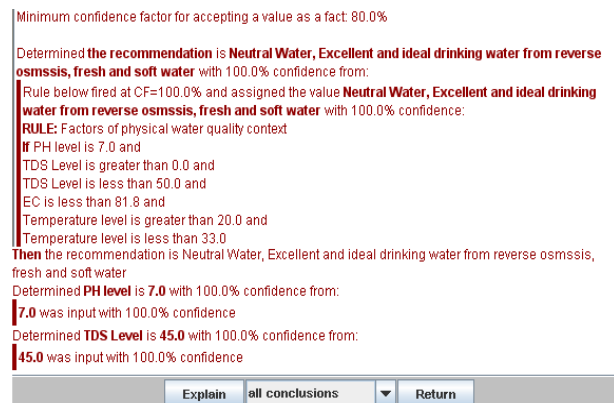 Minimum confidence factor for accepting a value as a fact: 80.0%
Determined the recommendation is Neutral Water, Excellent and ideal drinking water from reverse
osmssis, fresh and soft water with 100.0% confidence from:
Rule below fired at CF=100.0% and assigned the value Neutral Water, Excellent and ideal drinking
water from reverse osmssis, fresh and soft water with 100.0% confidence:
RULE: Factors of physical water quality context
If PH level is 7.0 and
TDS Level is greater than 0.0 and
TDS Level is less than 50.0 and
EC is less than 81.8 and
Temperature level is greater than 20.0 and
Temperature level is less than 33.0
Then the recommendation is Neutral Water, Excellent and ideal drinking water from reverse osmssis,
fresh and soft water
Determined PH level is 7.0 with 100.0% confidence from:
7.0 was input with 100.0% confidence
Determined TDS Level is 45.0 with 100.0% confidence from:
45.0 was input with 100.0% confidence
Explain all conclusions Return